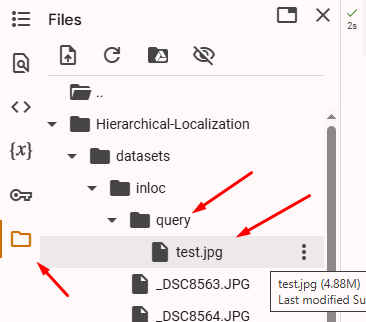 Files
2s
..
Hierarchical-Localization
<>
datasets
{x}
inloc
query
test.jpg
_DSC8563.JPG
test.jpg (4.88M)
Last modified Su
_DSC8564.JPG